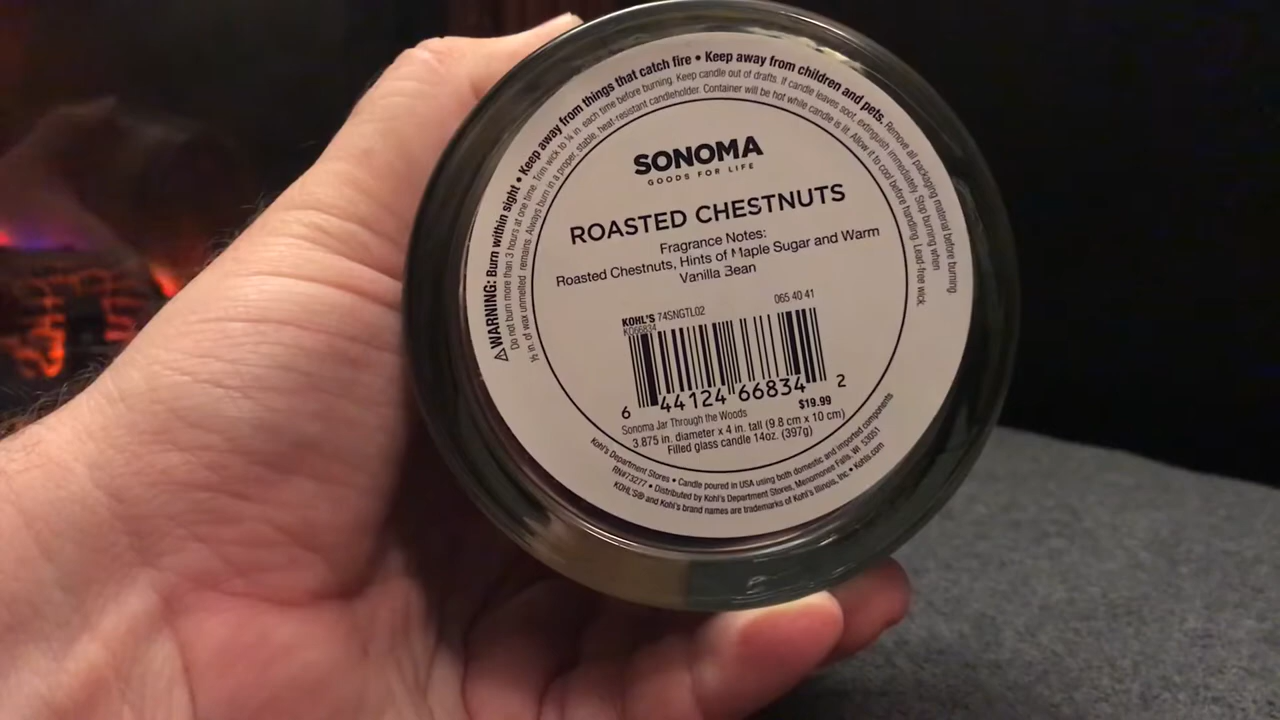 ⚠WARNING: Burn within sight • Keep away from things that catch fire • Keep away from children and pets. Remove all packaging material before burning.
Do not burn more than 3 hours at one time. Trim wick to ¼ in. each time before burning. Keep candle out of drafts. If candle leaves soot, extinguish immediately. Stop burning when
½ in. of wax unmelted remains. Always burn in a proper, stable, heat-resistant candleholder. Container will be hot while candle is lit. Allow it to cool before handling. Lead-free wick.
SONOMA
GOODS FOR LIFE
ROASTED CHESTNUTS
Fragrance Notes:
Roasted Chestnuts, Hints of Maple Sugar and Warm
Vanilla Bean
KOHL'S 74SNGTL02 065 40 41
KO66834
6 44124 66834 2
$19.99
Sonoma Jar Through the Woods
3.875 in. diameter x 4 in. tall (9.8 cm x 10 cm)
Filled glass candle 14oz. (397g)
Kohl's Department Stores • Candle poured in USA using both domestic and imported components
RN#73277 • Distributed by Kohl's Department Stores, Menomonee Falls, WI 53051
KOHL'S® and Kohl's brand names are trademarks of Kohl's Illinois, Inc • Kohls.com